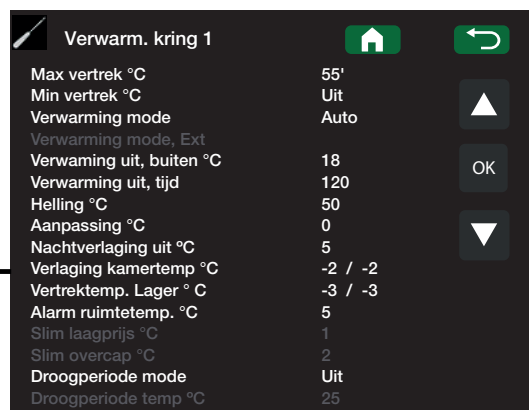 Verwarm. kring 1
Max vertrek °C 55'
Min vertrek °C Uit
Verwarming mode Auto
Verwarming mode, Ext
Verwaming uit, buiten °C 18
Verwarming uit, tijd 120
Helling °C 50
Aanpassing °C 0
Nachtverlaging uit ºC 5
Verlaging kamertemp °C -2 / -2
Vertrektemp. Lager ° C -3 / -3
Alarm ruimtetemp. °C 5
Slim laagprijs °C 1
Slim overcap °C 2
Droogperiode mode Uit
Droogperiode temp ºC 25
OK